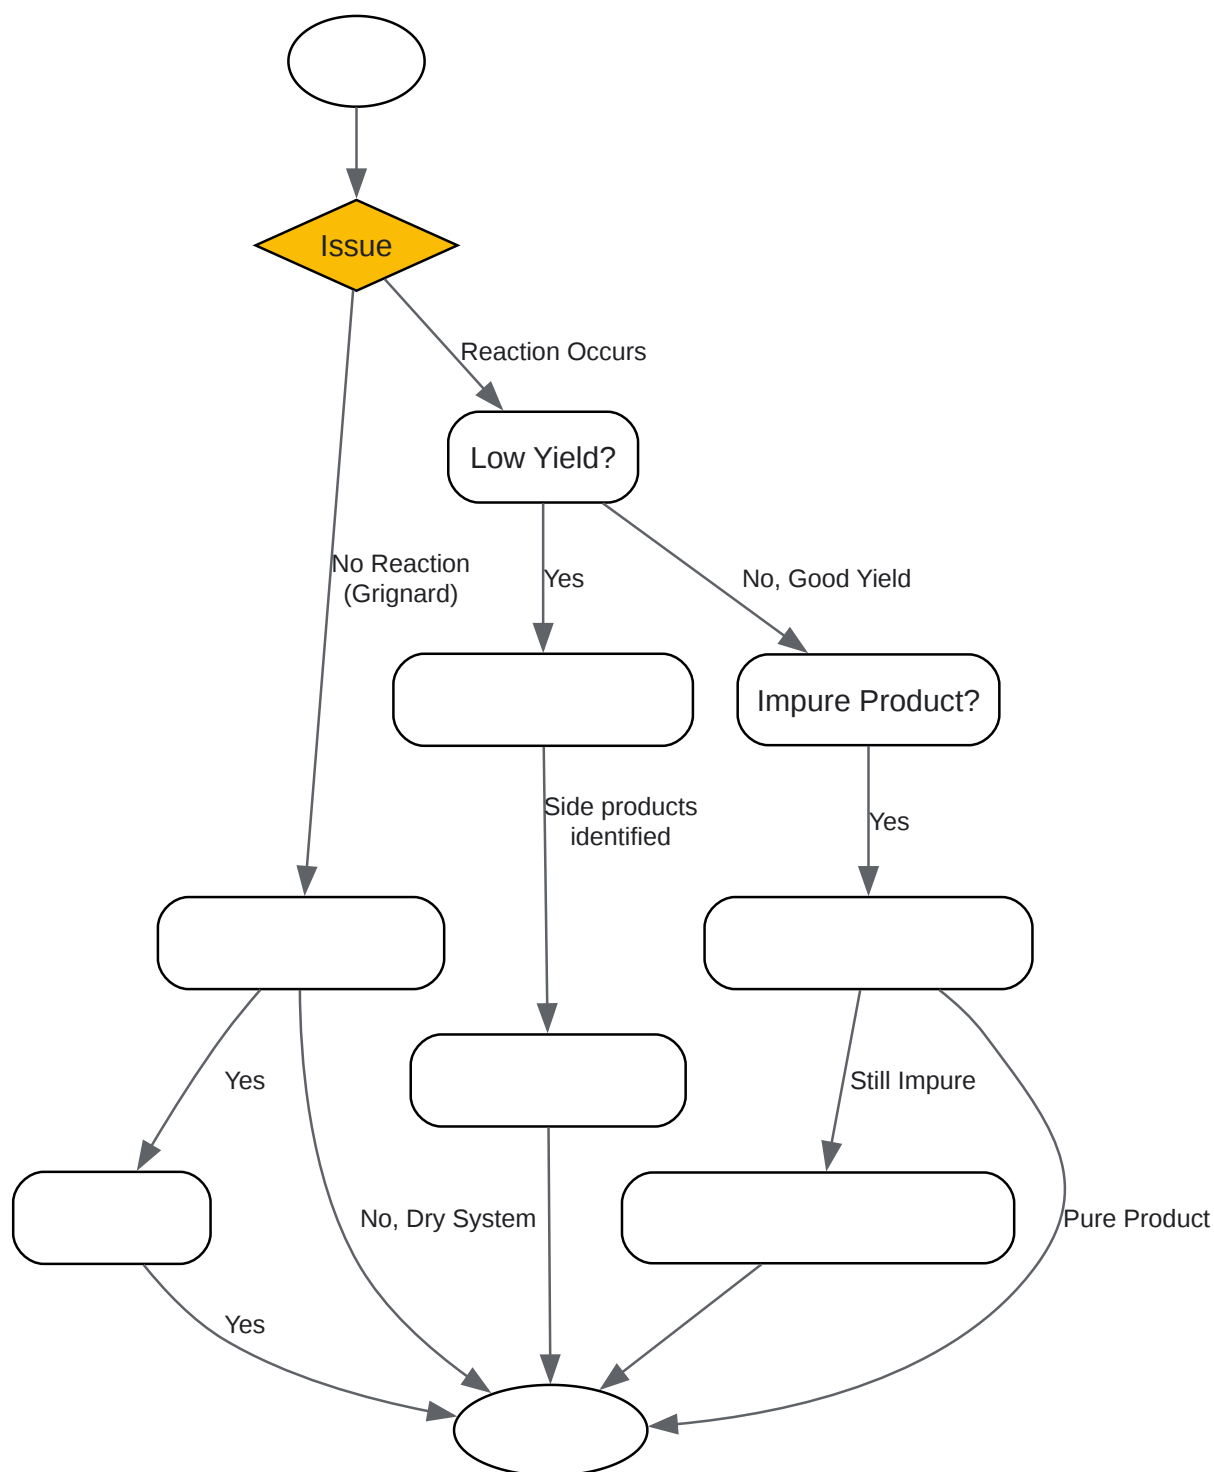 Issue
Reaction Occurs
Low Yield?
No Reaction
(Grignard)
Yes
No, Good Yield
Impure Product?
Side products
identified
Yes
Yes
Still Impure
No, Dry System
Pure Product
Yes